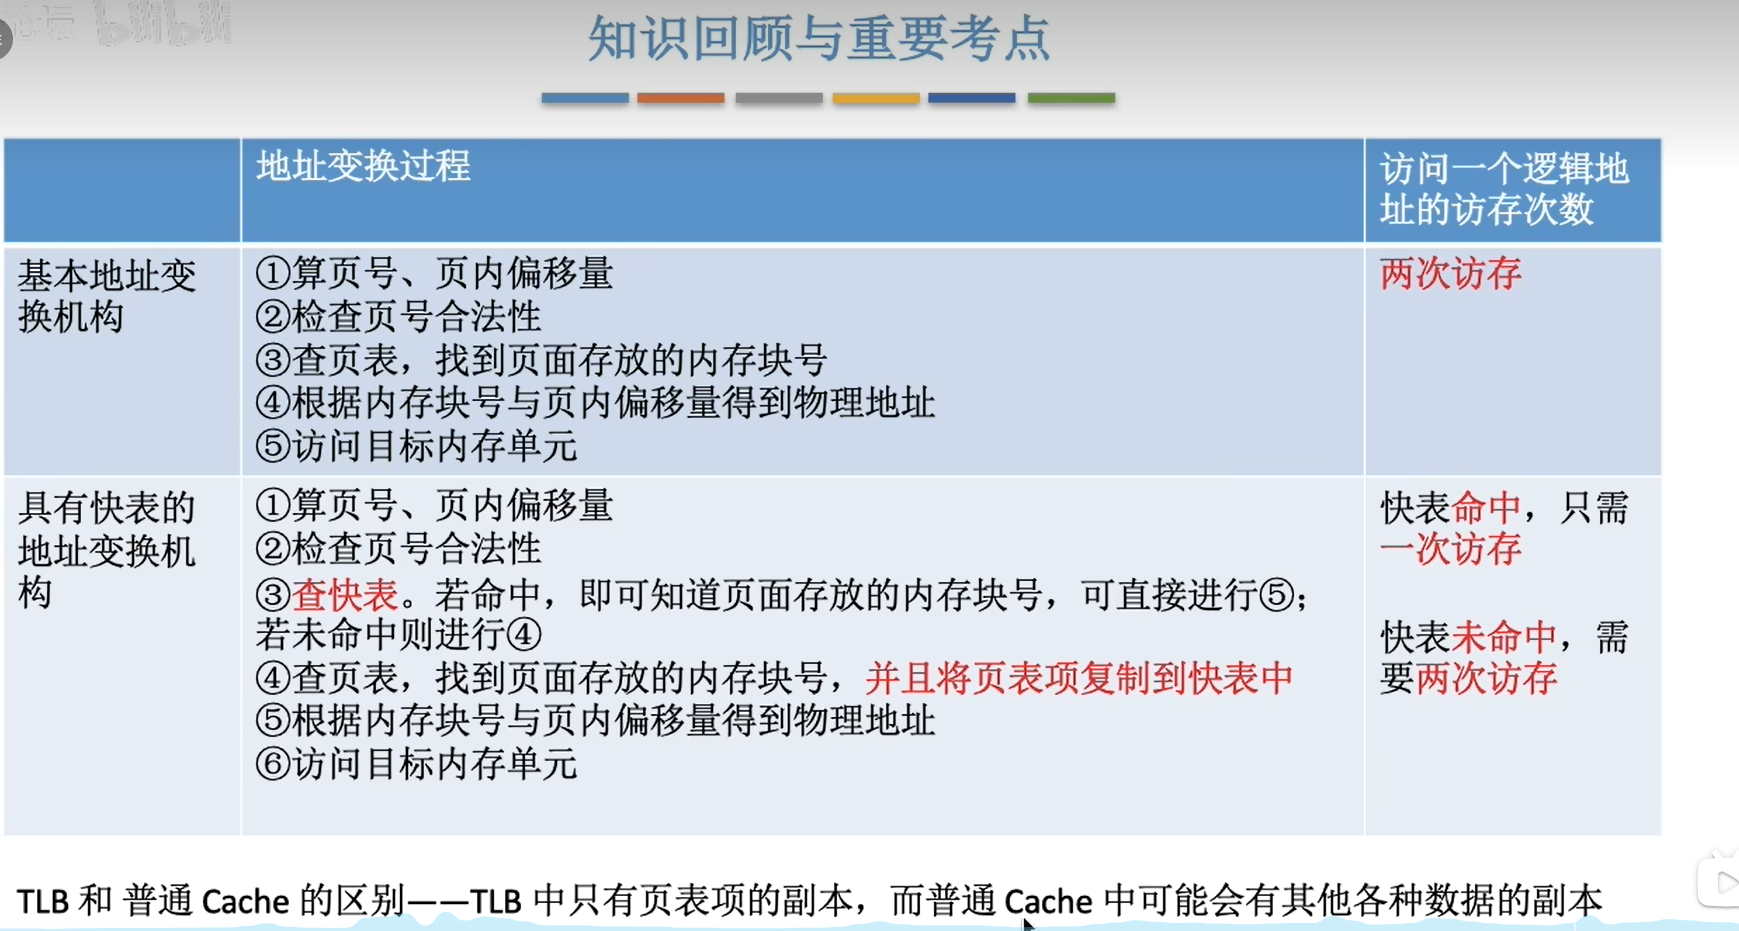 bilibili
知识回顾与重要考点
地址变换过程
访问一个逻辑地
址的访存次数
基本地址变
换机构
①算页号、页内偏移量
②检查页号合法性
③查页表，找到页面存放的内存块号
④根据内存块号与页内偏移量得到物理地址
⑤访问目标内存单元
两次访存
具有快表的
地址变换机
构
①算页号、页内偏移量
②检查页号合法性
③查快表。若命中，即可知道页面存放的内存块号，可直接进行⑤；
若未命中则进行④
④查页表，找到页面存放的内存块号，并且将页表项复制到快表中
⑤根据内存块号与页内偏移量得到物理地址
⑥访问目标内存单元
快表命中，只需
一次访存
快表未命中，需
要两次访存
TLB 和 普通 Cache 的区别——TLB 中只有页表项的副本，而普通 Cache 中可能会有其他各种数据的副本